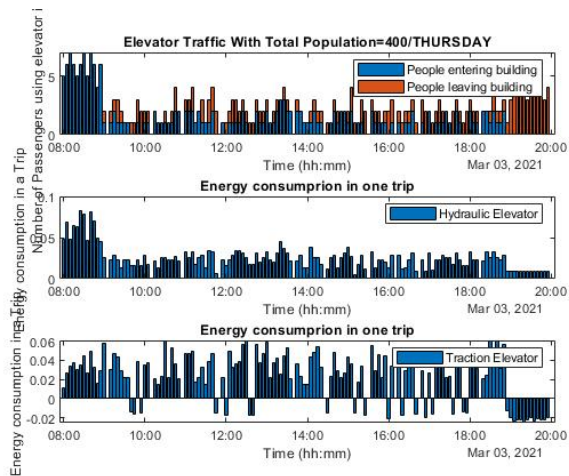 Elevator Traffic With Total Population=400/THURSDAY
Number of Passengers using elevator i
5
0
People entering building
People leaving building
08:00 10:00 12:00 14:00 16:00 18:00 20:00
Time (hh:mm)
Mar 03, 2021
Energy consumprion in one trip
Energy consumption in a Trip
0.1
0.05
0
Hydraulic Elevator
08:00 10:00 12:00 14:00 16:00 18:00 20:00
Time (hh:mm)
Mar 03, 2021
Energy consumprion in one trip
Energy consumption in a Trip
0.06
0.04
0.02
0
-0.02
Traction Elevator
08:00 10:00 12:00 14:00 16:00 18:00 20:00
Time (hh:mm)
Mar 03, 2021